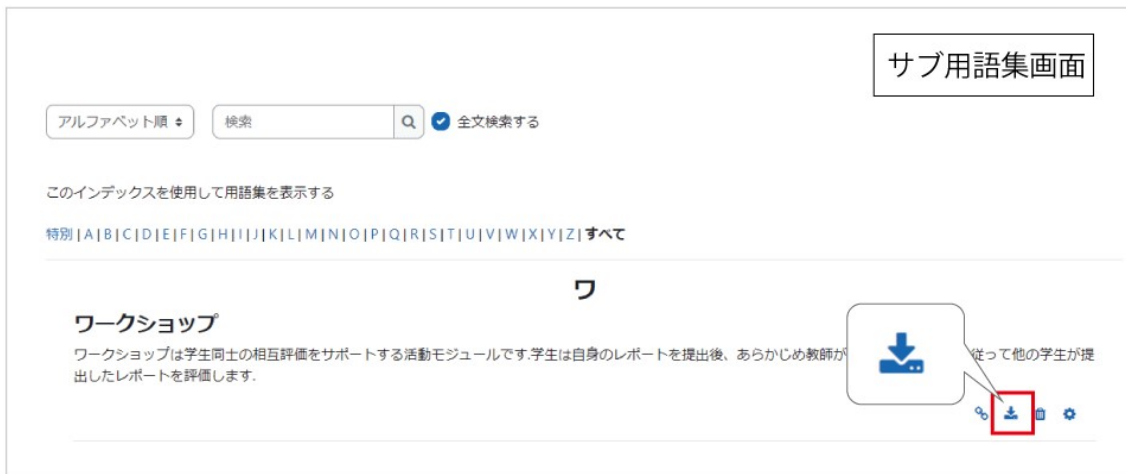 サブ用語集画面
アルファベット順 検索 全文検索する
このインデックスを使用して用語集を表示する
特別 | A | B | C | D | E | F | G | H | I | J | K | L | M | N | O | P | Q | R | S | T | U | V | W | X | Y | Z | すべて
ワ
ワークショップ
ワークショップは学生同士の相互評価をサポートする活動モジュールです.学生は自身のレポートを提出後、あらかじめ教師が 従って他の学生が提
出したレポートを評価します.